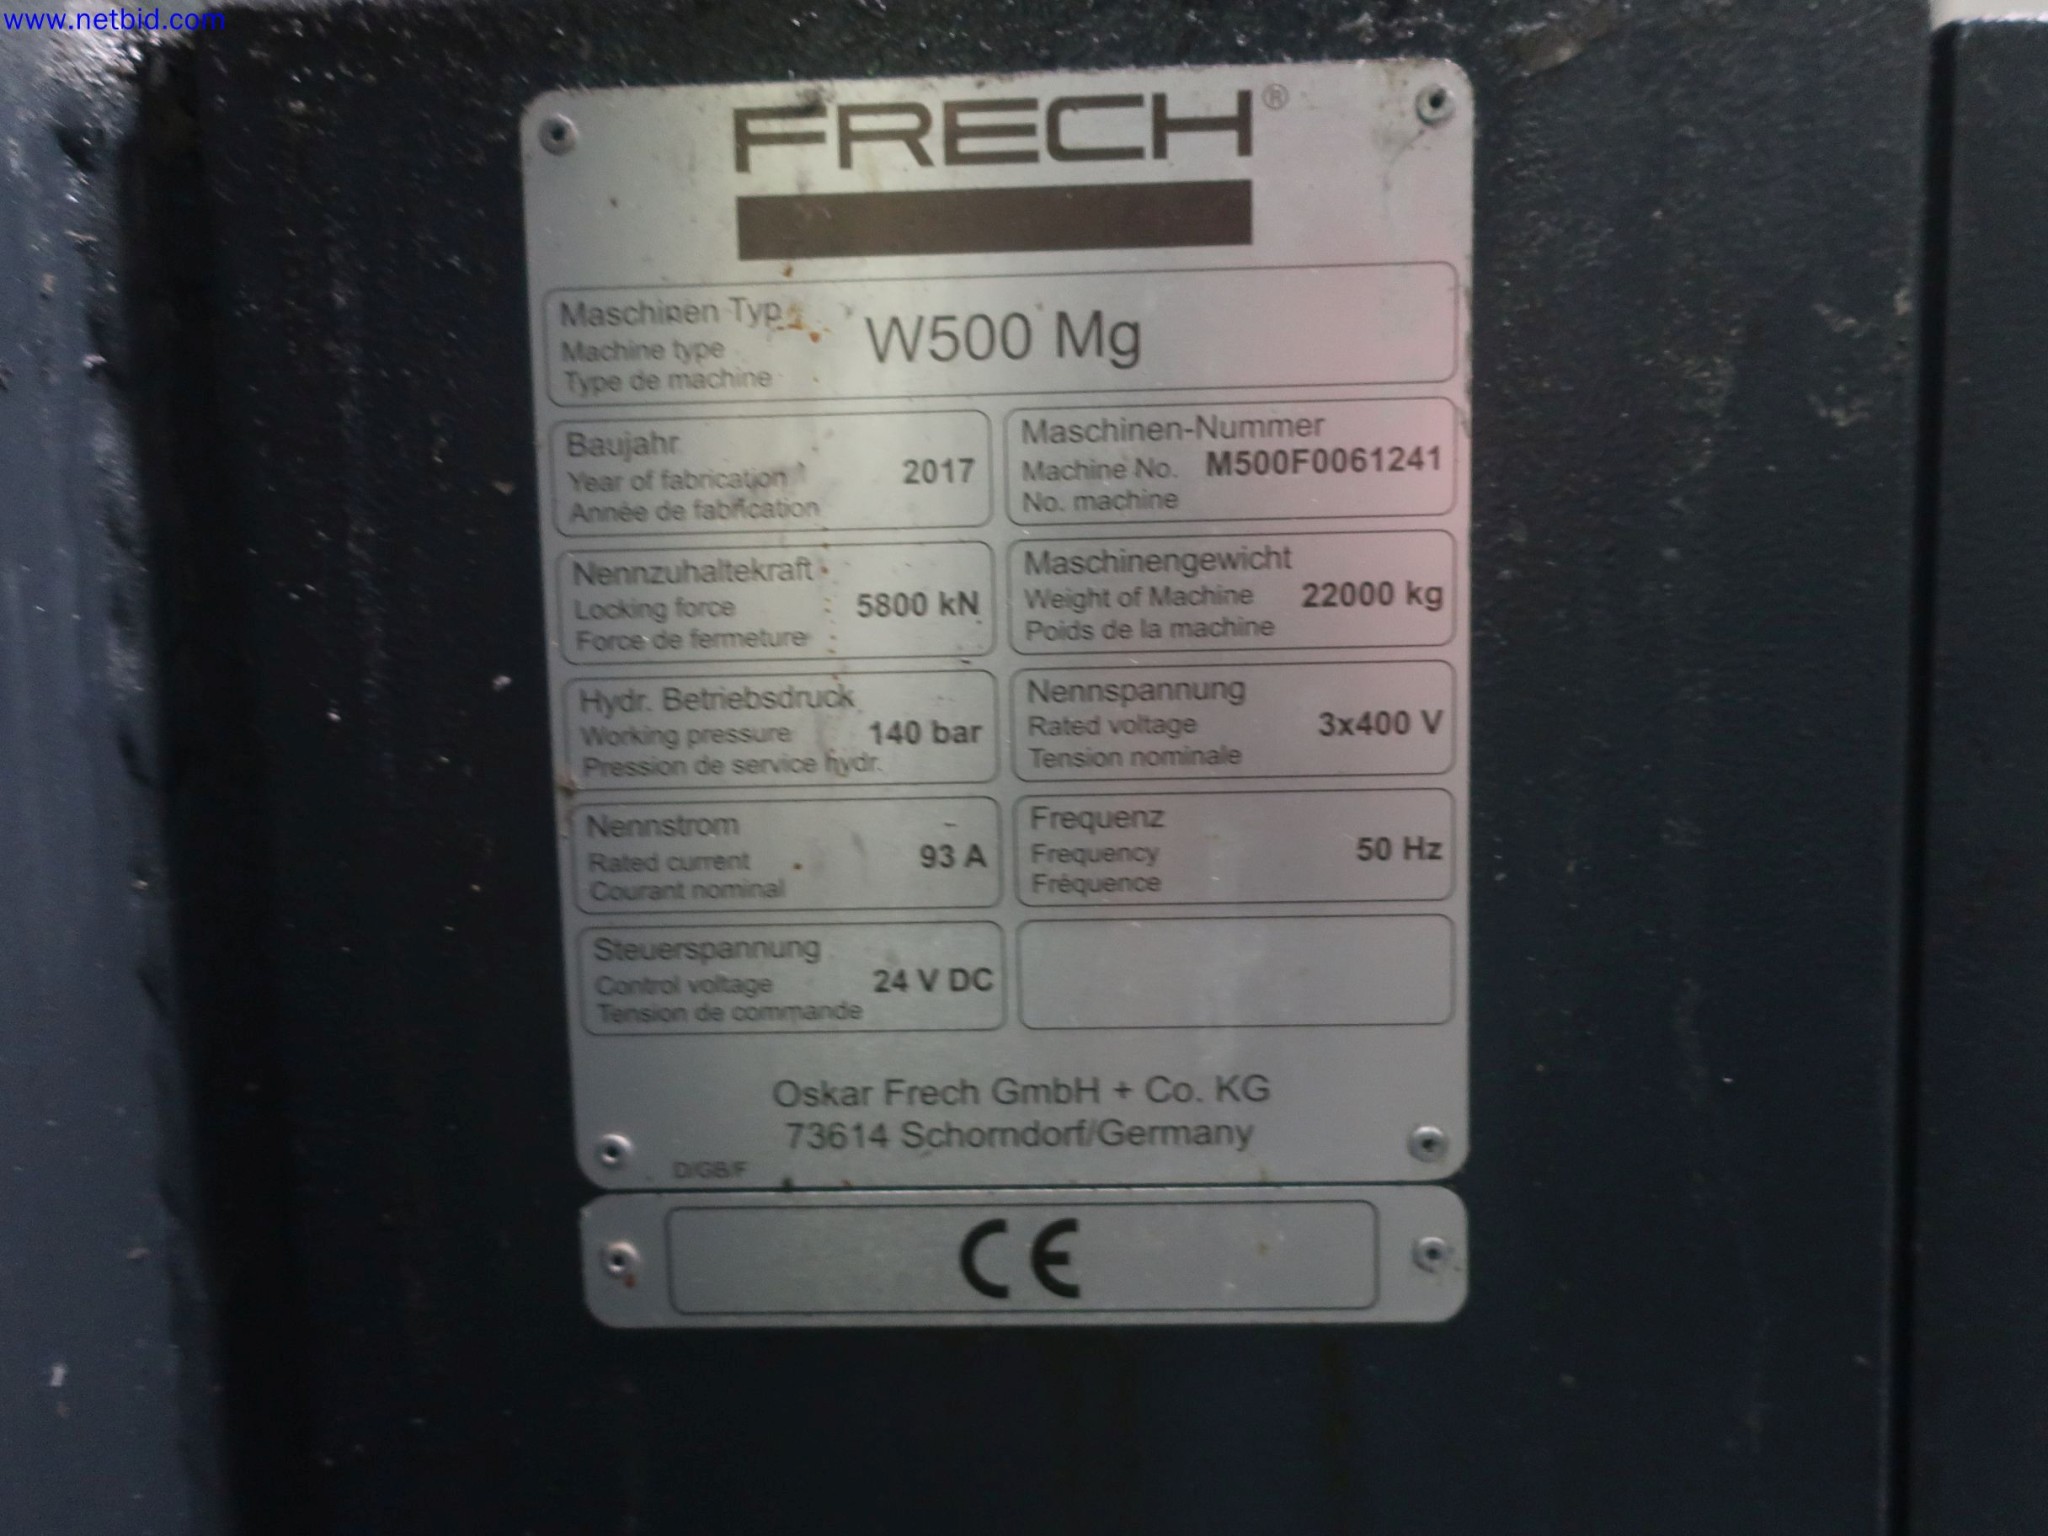 www.netbid.com
FRECH®
Maschinen Typ
Machine type
Type de machine
W500 Mg
Baujahr
Year of fabrication
Année de fabrication
2017
Maschinen-Nummer
Machine No.
No. machine
M500F0061241
Nennzuhaltekraft
Locking force
Force de fermeture
5800 kN
Maschinengewicht
Weight of Machine
Poids de la machine
22000 kg
Hydr. Betriebsdruck
Working pressure
Pression de service hydr.
140 bar
Nennspannung
Rated voltage
Tension nominale
3x400 V
Nennstrom
Rated current
Courant nominal
93 A
Frequenz
Frequency
Fréquence
50 Hz
Steuerspannung
Control voltage
Tension de commande
24 V DC
Oskar Frech GmbH + Co. KG
73614 Schorndorf/Germany
D/GB/F
CE